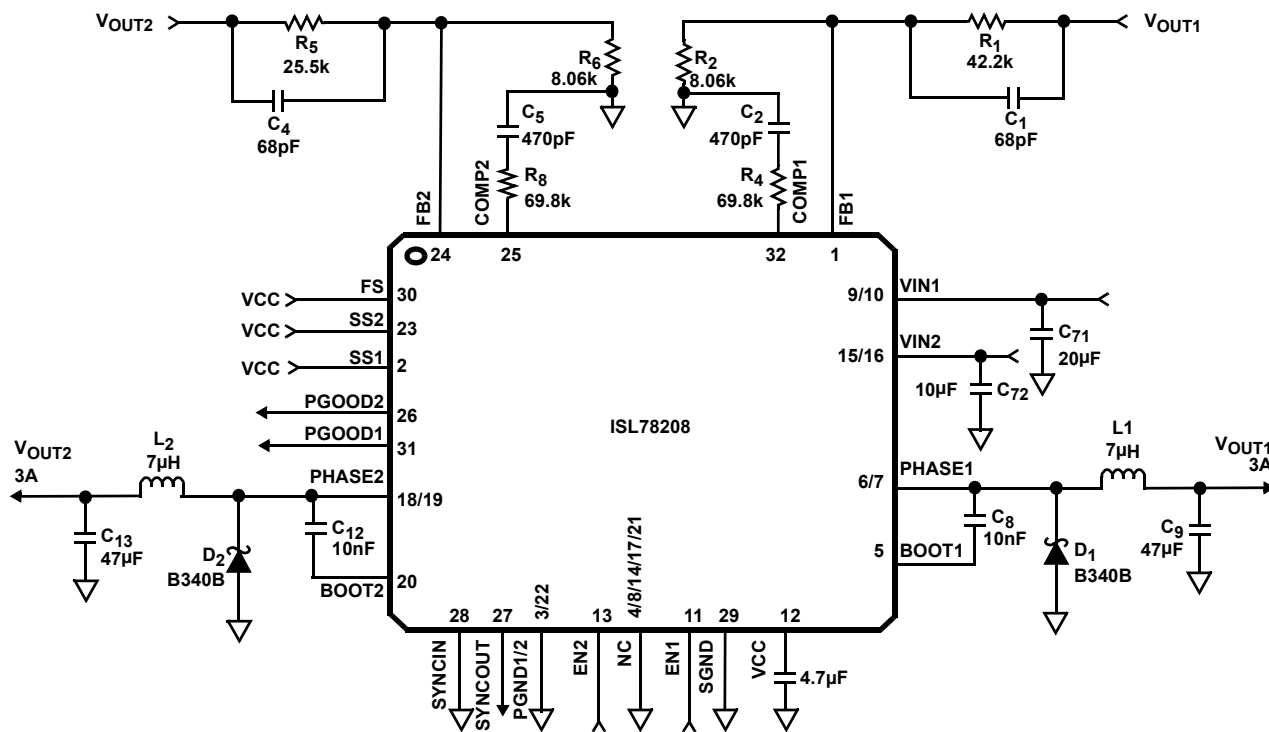 VOUT2
R5
25.5k
C4
68pF
R6
8.06k
C5
470pF
R8
69.8k
R2
8.06k
C2
470pF
R4
69.8k
R1
42.2k
C1
68pF
VOUT1
FB2
COMP2
COMP1
FB1
24
25
32
1
VCC
FS
30
VCC
SS2
23
VCC
SS1
2
PGOOD2
26
PGOOD1
31
PHASE2
18/19
BOOT2
20
VOUT2
3A
L2
7µH
C13
47µF
D2
B340B
C12
10nF
ISL78208
9/10
VIN1
C71
20µF
15/16
VIN2
10µF
C72
6/7
PHASE1
5
BOOT1
C8
10nF
L1
7µH
D1
B340B
VOUT1
3A
C9
47µF
28
27
3/22
13
4/8/14/17/21
11
29
12
SYNCIN
SYNCOUT
PGND1/2
EN2
NC
EN1
SGND
VCC
4.7µF